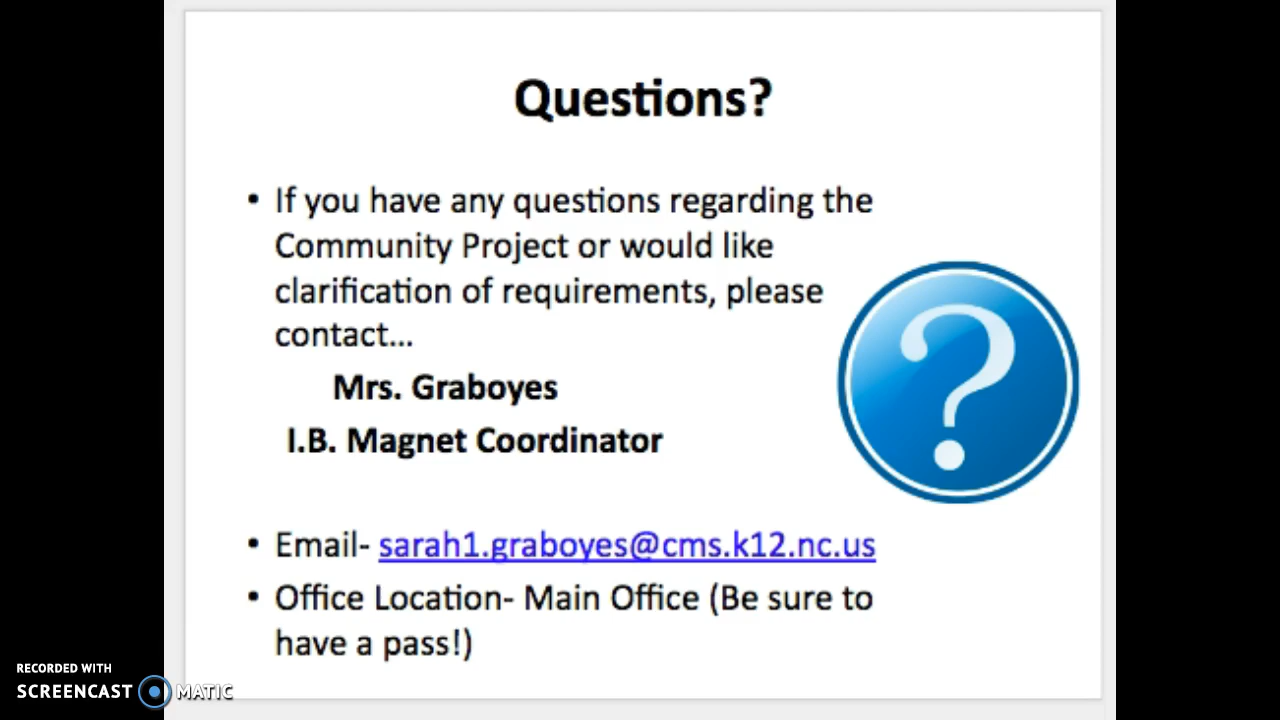 Questions?
• If you have any questions regarding the
Community Project or would like
clarification of requirements, please
contact...
Mrs. Graboyes
I.B. Magnet Coordinator
?
• Email- sarah1.graboyes@cms.k12.nc.us
• Office Location- Main Office (Be sure to
have a pass!)
RECORDED WITH
SCREENCAST MATIC